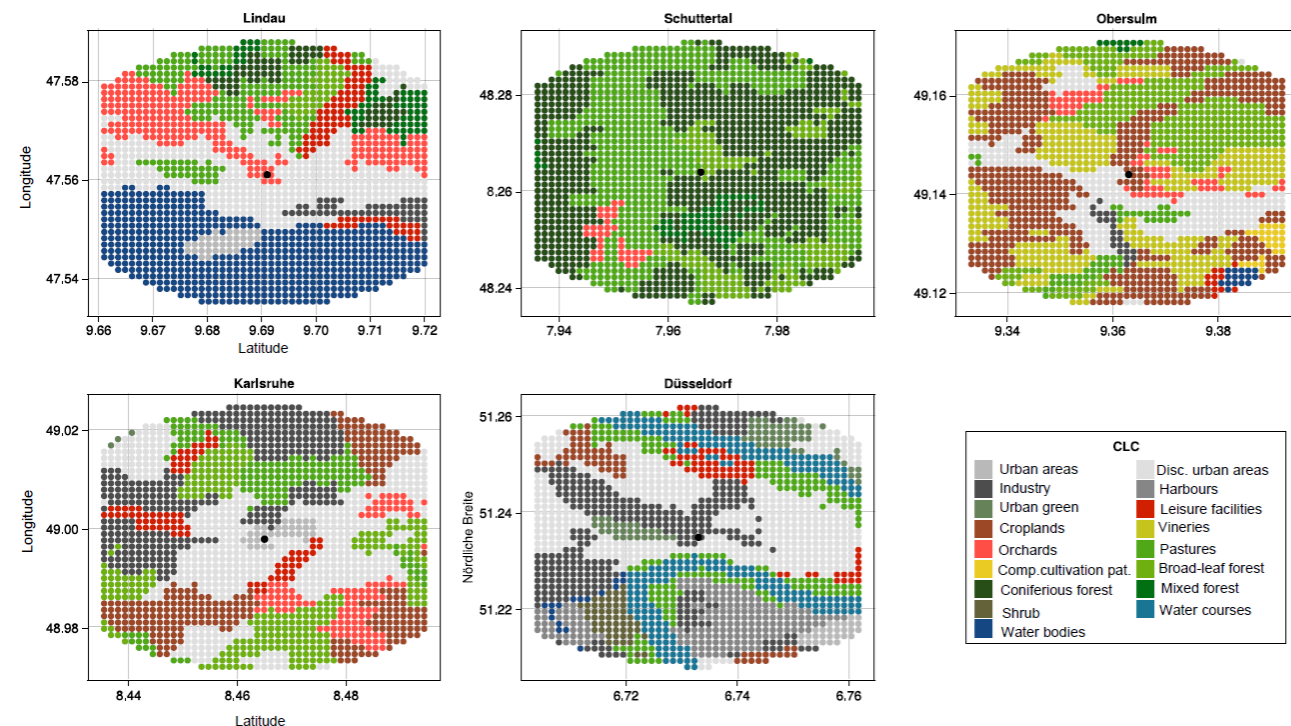 Lindau
Schuttertal
Obersulm
Longitude
47.58
47.56
47.54
9.66 9.67 9.68 9.69 9.70 9.71 9.72
Latitude
48.28
8.26
48.24
7,94 7,96 7,98
49.16
49.14
49.12
9.34 9.36 9.38
Karlsruhe
Düsseldorf
Longitude
49.02
49.00
48.98
8,44 8,46 8,48
Latitude
Nördliche Breite
51.26
51.24
51.22
6.72 6.74 6.76
CLC
Urban areas
Industry
Urban green
Croplands
Orchards
Comp.cultivation pat.
Coniferious forest
Shrub
Water bodies
Disc. urban areas
Harbours
Leisure facilities
Vineries
Pastures
Broad-leaf forest
Mixed forest
Water courses